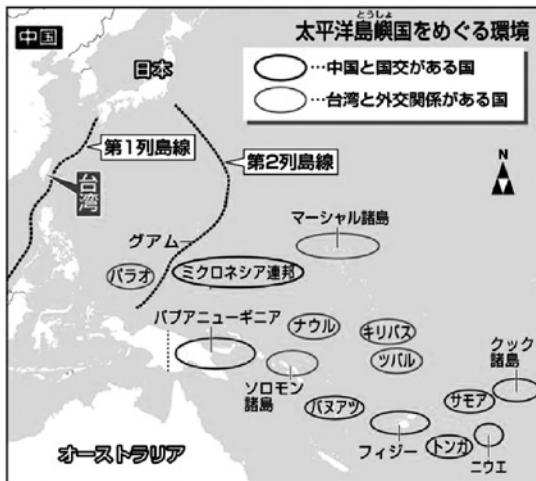 中国
太平洋島嶼国をめぐる環境
とうしょ
…中国と国交がある国
…台湾と外交関係がある国
日本
第1列島線
第2列島線
台湾
N
グアム
マーシャル諸島
パラオ
ミクロネシア連邦
パプアニューギニア
ナウル
キリバス
ツバル
クック
諸島
ソロモン
諸島
バヌアツ
サモア
フィジー
トンガ
ニウエ
オーストラリア